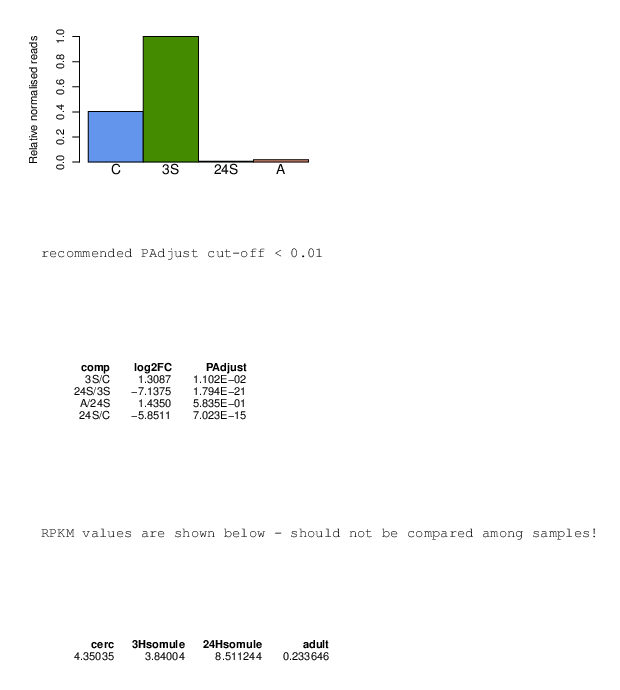 Relative normalised reads
1.0
0.8
0.6
0.4
0.2
0.0
C 3S 24S A
recommended PAdjust cut-off < 0.01
comp log2FC PAdjust
3S/C 1.3087 1.102E−02
24S/3S −7.1375 1.794E−21
A/24S 1.4350 5.835E−01
24S/C −5.8511 7.023E−15
RPKM values are shown below - should not be compared among samples!
cerc 3Hsomule 24Hsomule adult
4.35035 3.84004 8.511244 0.233646